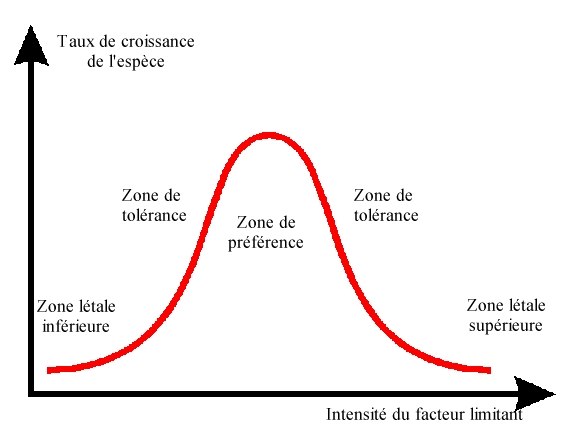 Taux de croissance
de l'espèce
Zone de
tolérance
Zone de
préférence
Zone de
tolérance
Zone létale
inférieure
Zone létale
supérieure
Intensité du facteur limitant